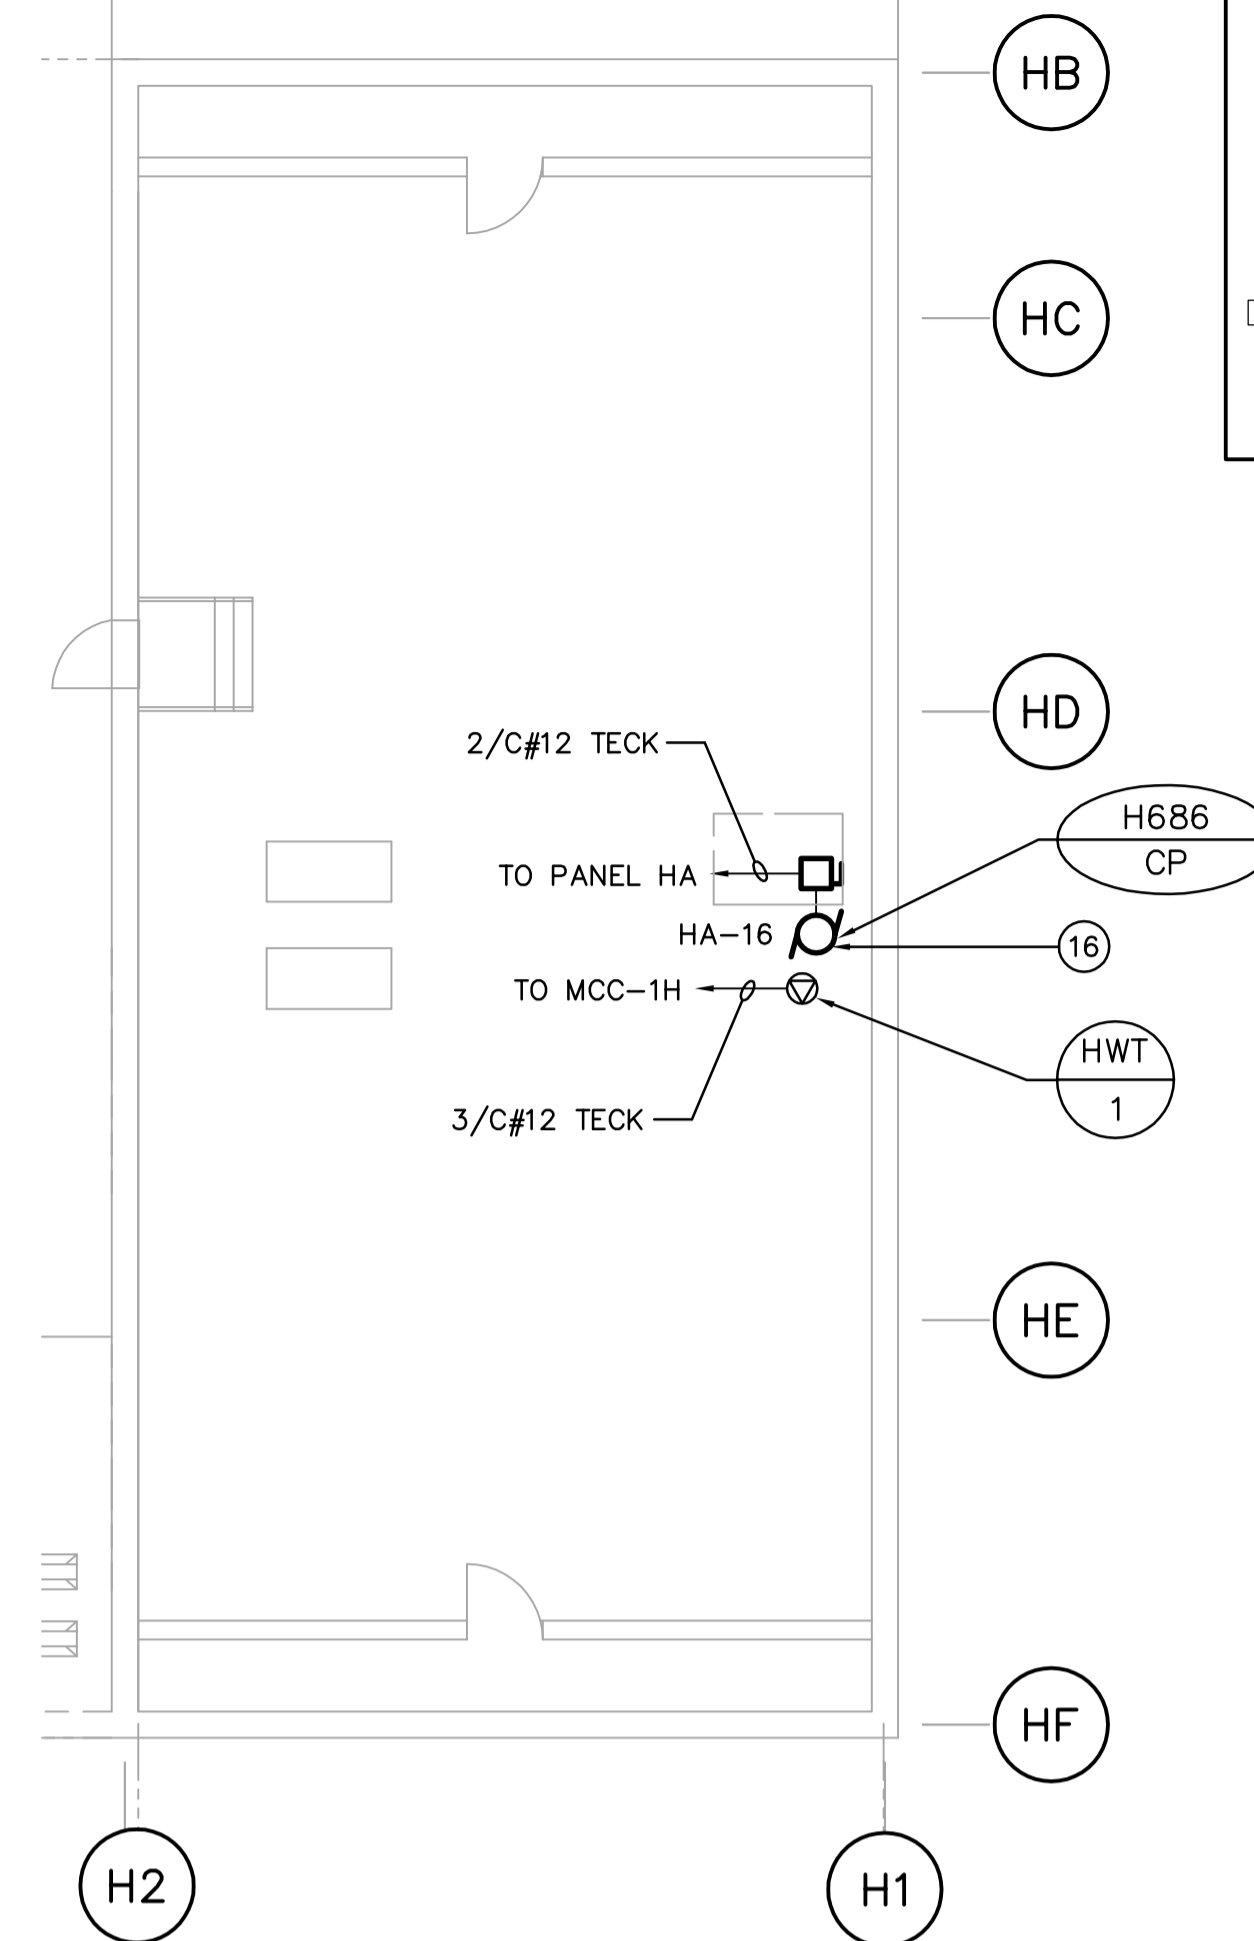 HB
HC
HD
2/C#12 TECK
H686
CP
TO PANEL HA
HA-16
16
TO MCC-1H
HWT
1
3/C#12 TECK
HE
HF
H2
H1